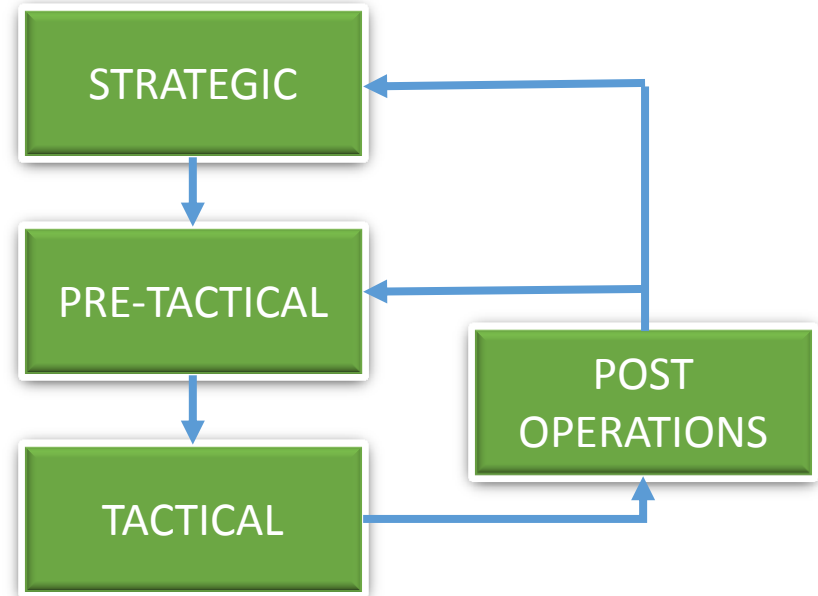 STRATEGIC
PRE-TACTICAL
POST
OPERATIONS
TACTICAL